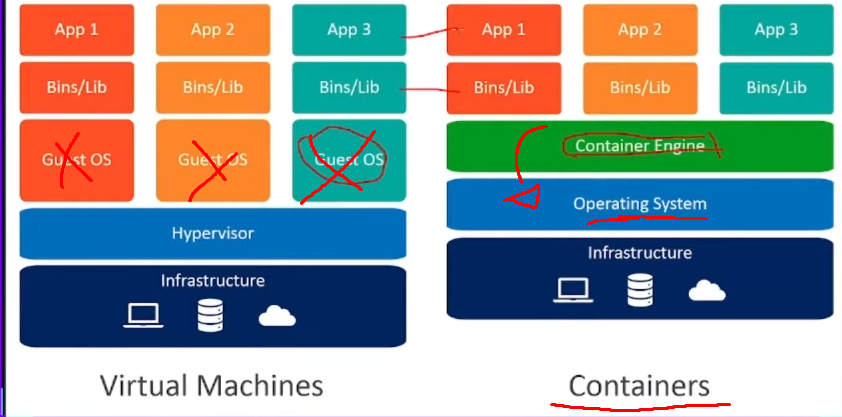 App 1 App 2 App 3
Bins/Lib Bins/Lib Bins/Lib
Guest OS Guest OS Guest OS
Hypervisor
Infrastructure
Virtual Machines
App 1 App 2 App 3
Bins/Lib Bins/Lib Bins/Lib
Container Engine
Operating System
Infrastructure
Containers